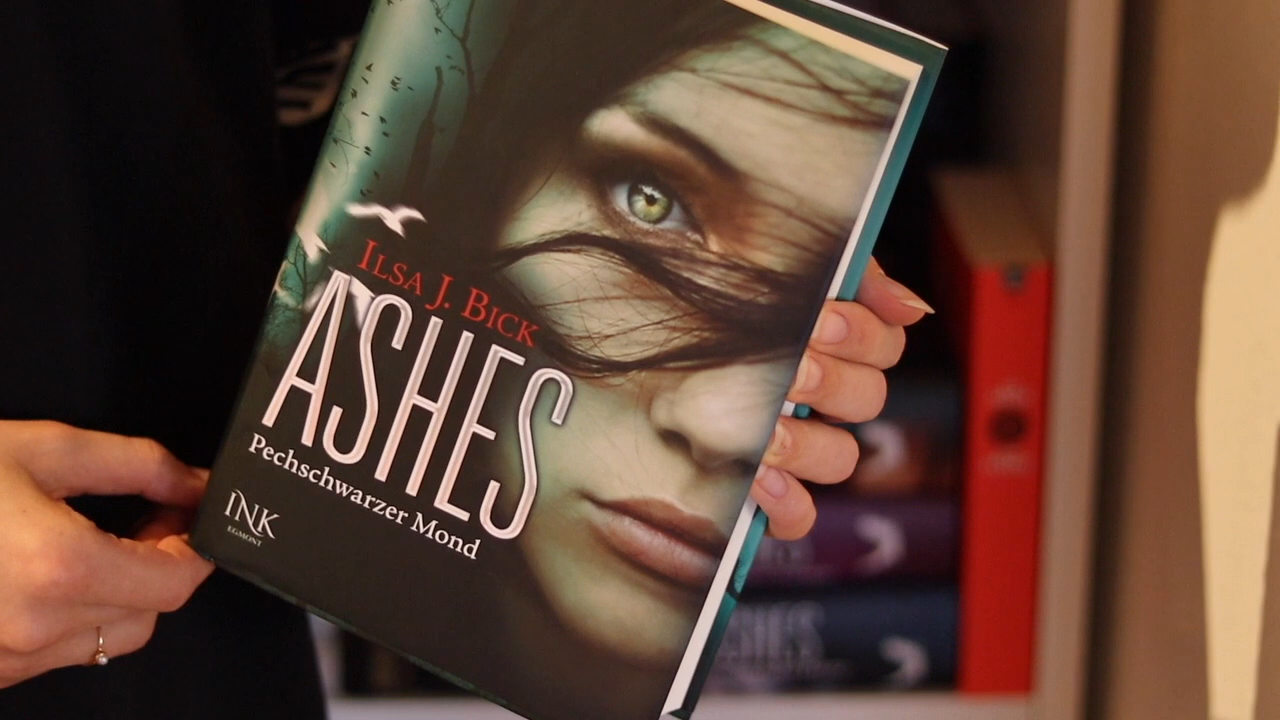 ILSA J. BICK
ASHES
Pechschwarzer Mond
INK
EGMONT